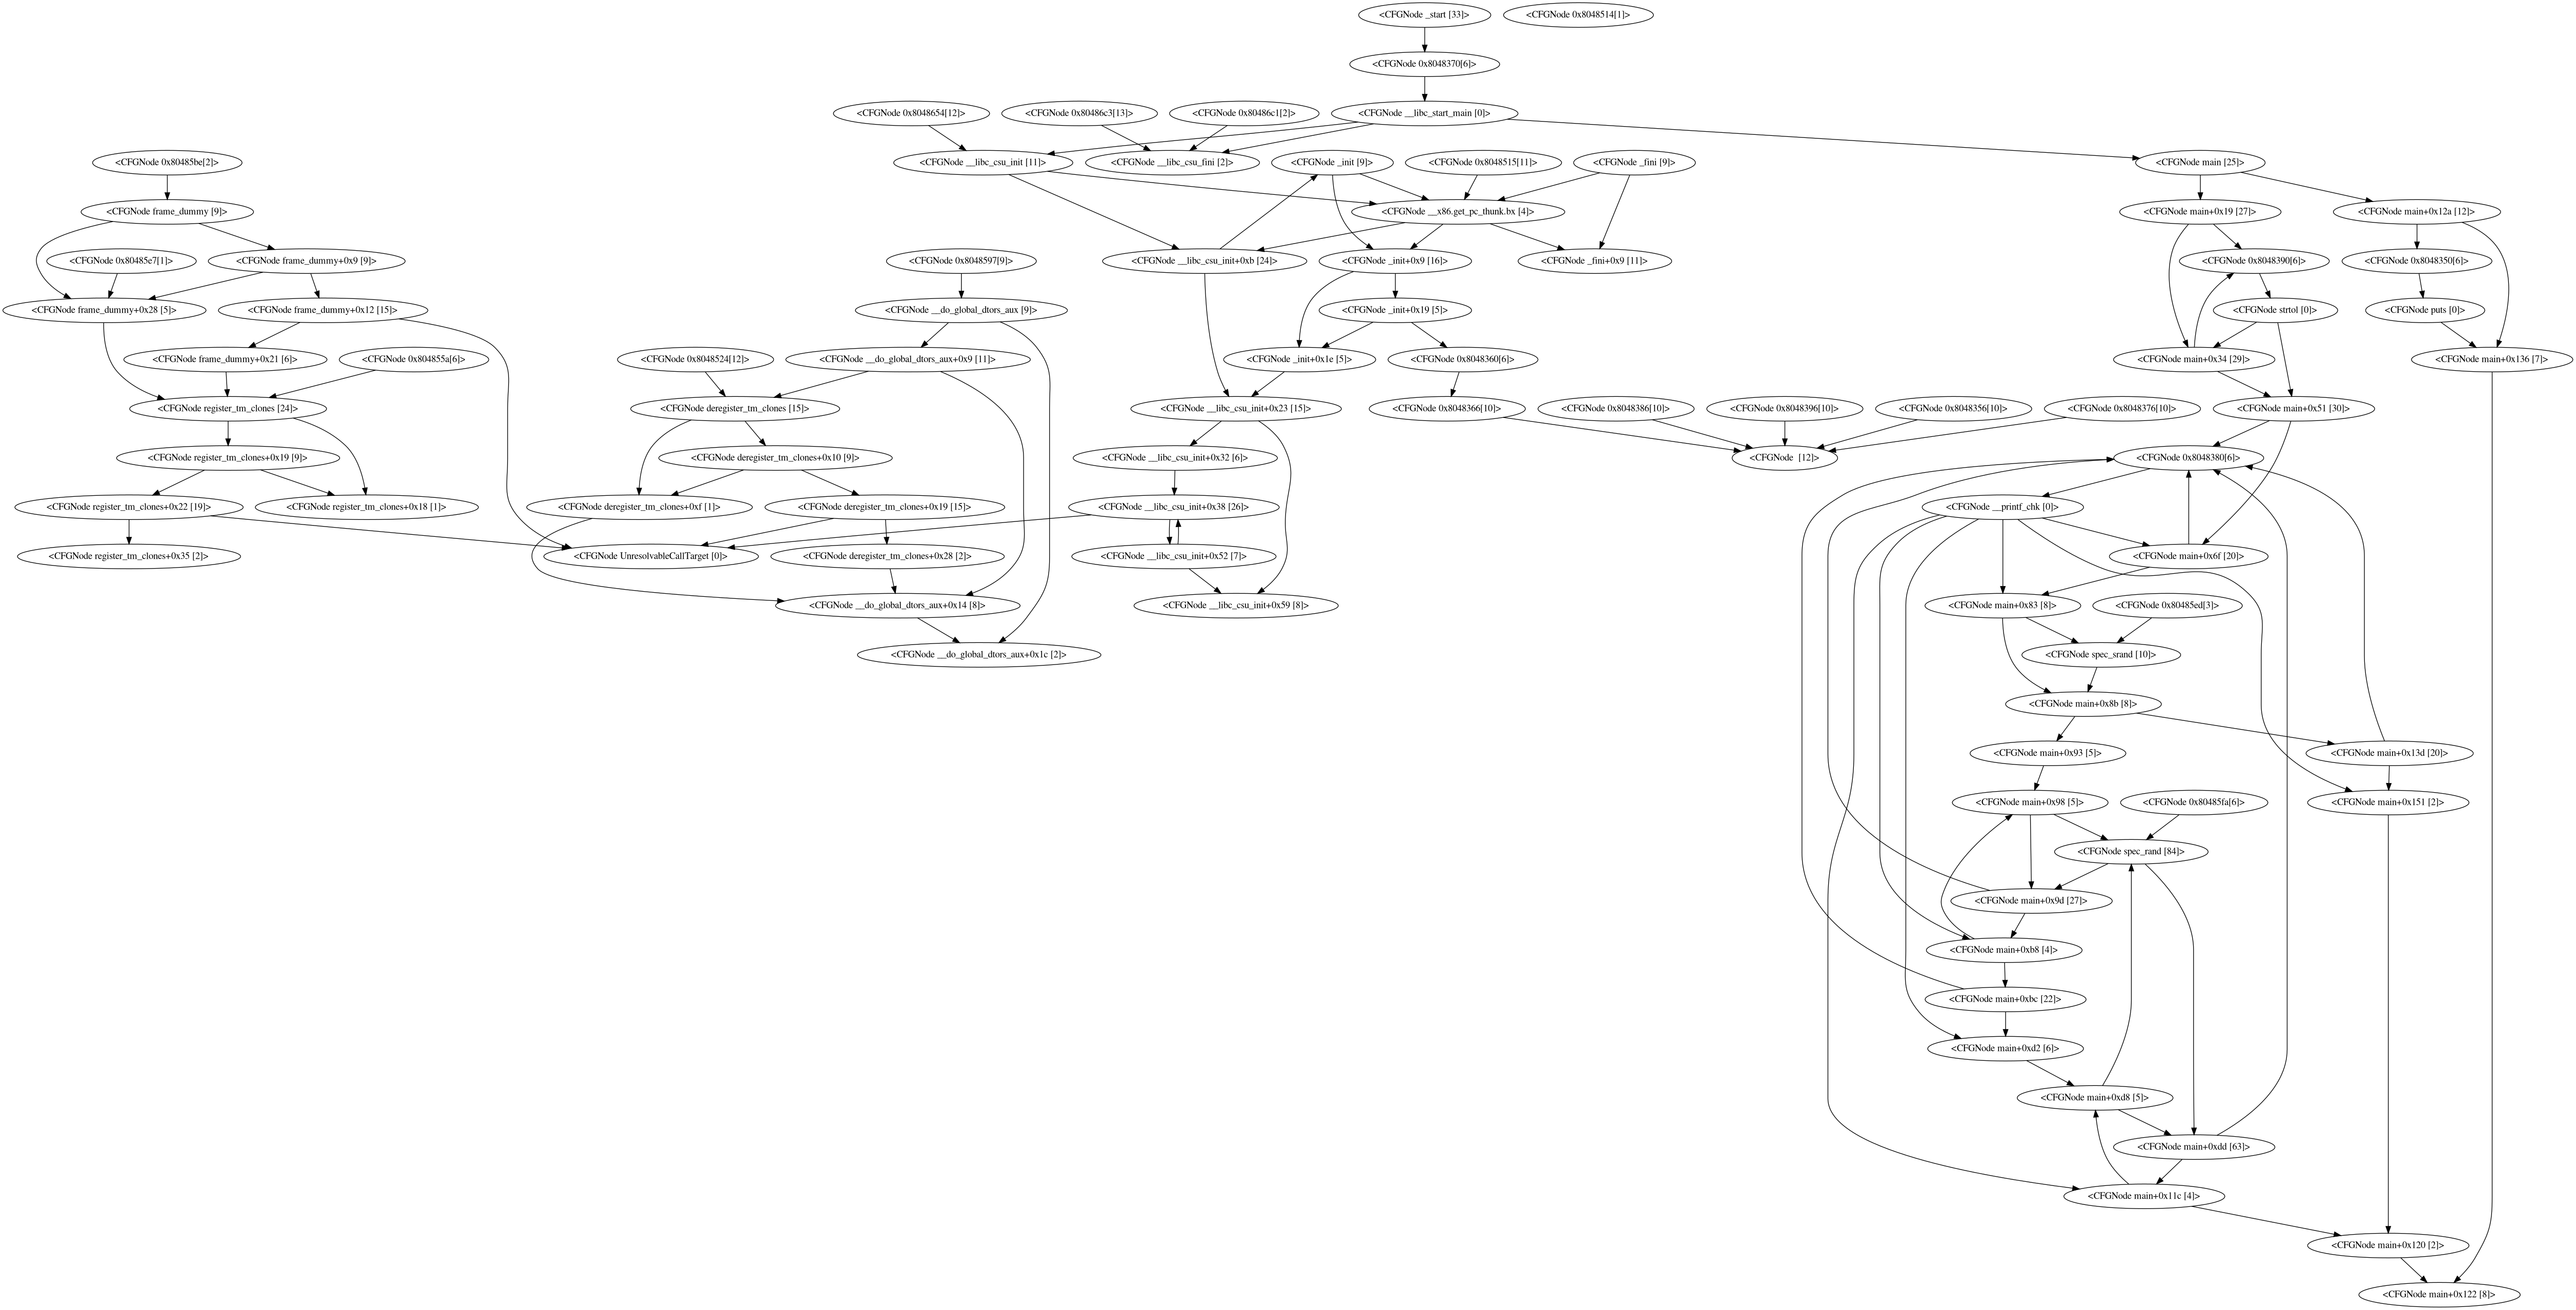 <CFGNode _start [33]>
<CFGNode 0x8048514[1]>
<CFGNode 0x8048370[6]>
<CFGNode 0x8048654[12]>
<CFGNode 0x80486c3[13]>
<CFGNode 0x80486c1[2]>
<CFGNode __libc_start_main [0]>
<CFGNode 0x80485be[2]>
<CFGNode __libc_csu_init [11]>
<CFGNode __libc_csu_fini [2]>
<CFGNode _init [9]>
<CFGNode 0x8048515[11]>
<CFGNode _fini [9]>
<CFGNode main [25]>
<CFGNode frame_dummy [9]>
<CFGNode __x86.get_pc_thunk.bx [4]>
<CFGNode main+0x19 [27]>
<CFGNode main+0x12a [12]>
<CFGNode 0x80485e7[1]>
<CFGNode frame_dummy+0x9 [9]>
<CFGNode 0x8048597[9]>
<CFGNode __libc_csu_init+0xb [24]>
<CFGNode _init+0x9 [16]>
<CFGNode _fini+0x9 [11]>
<CFGNode 0x8048390[6]>
<CFGNode 0x8048350[6]>
<CFGNode frame_dummy+0x28 [5]>
<CFGNode frame_dummy+0x12 [15]>
<CFGNode __do_global_dtors_aux [9]>
<CFGNode _init+0x19 [5]>
<CFGNode strtol [0]>
<CFGNode puts [0]>
<CFGNode frame_dummy+0x21 [6]>
<CFGNode 0x804855a[6]>
<CFGNode 0x8048524[12]>
<CFGNode __do_global_dtors_aux+0x9 [11]>
<CFGNode _init+0x1e [5]>
<CFGNode 0x8048360[6]>
<CFGNode main+0x34 [29]>
<CFGNode main+0x136 [7]>
<CFGNode register_tm_clones [24]>
<CFGNode deregister_tm_clones [15]>
<CFGNode __libc_csu_init+0x23 [15]>
<CFGNode 0x8048366[10]>
<CFGNode 0x8048386[10]>
<CFGNode 0x8048396[10]>
<CFGNode 0x8048356[10]>
<CFGNode 0x8048376[10]>
<CFGNode main+0x51 [30]>
<CFGNode register_tm_clones+0x19 [9]>
<CFGNode deregister_tm_clones+0x10 [9]>
<CFGNode __libc_csu_init+0x32 [6]>
<CFGNode  [12]>
<CFGNode 0x8048380[6]>
<CFGNode register_tm_clones+0x22 [19]>
<CFGNode register_tm_clones+0x18 [1]>
<CFGNode deregister_tm_clones+0xf [1]>
<CFGNode deregister_tm_clones+0x19 [15]>
<CFGNode __libc_csu_init+0x38 [26]>
<CFGNode __printf_chk [0]>
<CFGNode register_tm_clones+0x35 [2]>
<CFGNode UnresolvableCallTarget [0]>
<CFGNode deregister_tm_clones+0x28 [2]>
<CFGNode __libc_csu_init+0x52 [7]>
<CFGNode main+0x6f [20]>
<CFGNode __do_global_dtors_aux+0x14 [8]>
<CFGNode __libc_csu_init+0x59 [8]>
<CFGNode main+0x83 [8]>
<CFGNode 0x80485ed[3]>
<CFGNode __do_global_dtors_aux+0x1c [2]>
<CFGNode spec_srand [10]>
<CFGNode main+0x8b [8]>
<CFGNode main+0x93 [5]>
<CFGNode main+0x13d [20]>
<CFGNode main+0x98 [5]>
<CFGNode 0x80485fa[6]>
<CFGNode main+0x151 [2]>
<CFGNode spec_rand [84]>
<CFGNode main+0x9d [27]>
<CFGNode main+0xb8 [4]>
<CFGNode main+0xbc [22]>
<CFGNode main+0xd2 [6]>
<CFGNode main+0xd8 [5]>
<CFGNode main+0xdd [63]>
<CFGNode main+0x11c [4]>
<CFGNode main+0x120 [2]>
<CFGNode main+0x122 [8]>